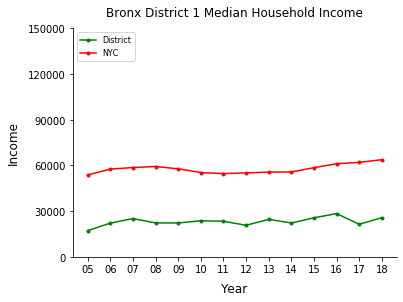 Bronx District 1 Median Household Income
150000
120000
90000
60000
30000
0
Income
District
NYC
05 06 07 08 09 10 11 12 13 14 15 16 17 18
Year